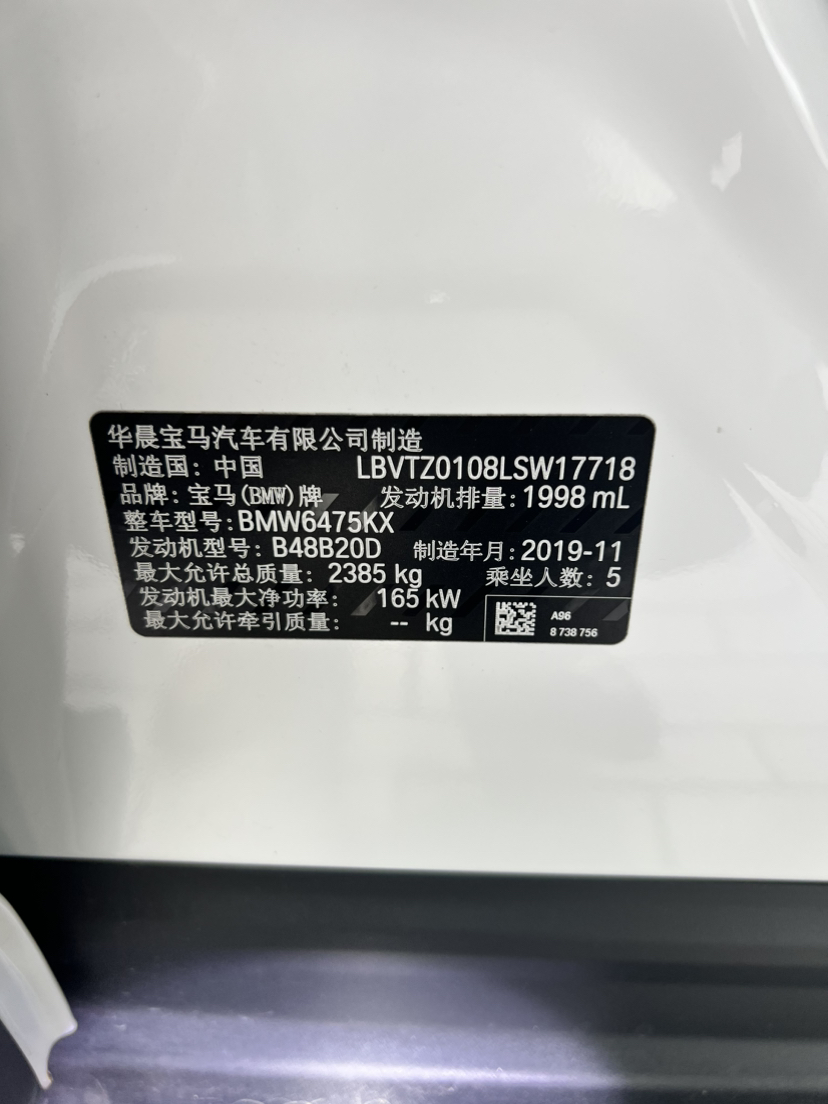 华晨宝马汽车有限公司制造
制造国：中国 LBVTZ0108LSW17718
品牌：宝马(BMW)牌 发动机排量：1998 mL
整车型号：BMW6475KX
发动机型号：B48B20D 制造年月：2019-11
最大允许总质量：2385 kg 乘坐人数：5
发动机最大净功率：165 kW
最大允许牵引质量：-- kg
A96
8 738 756